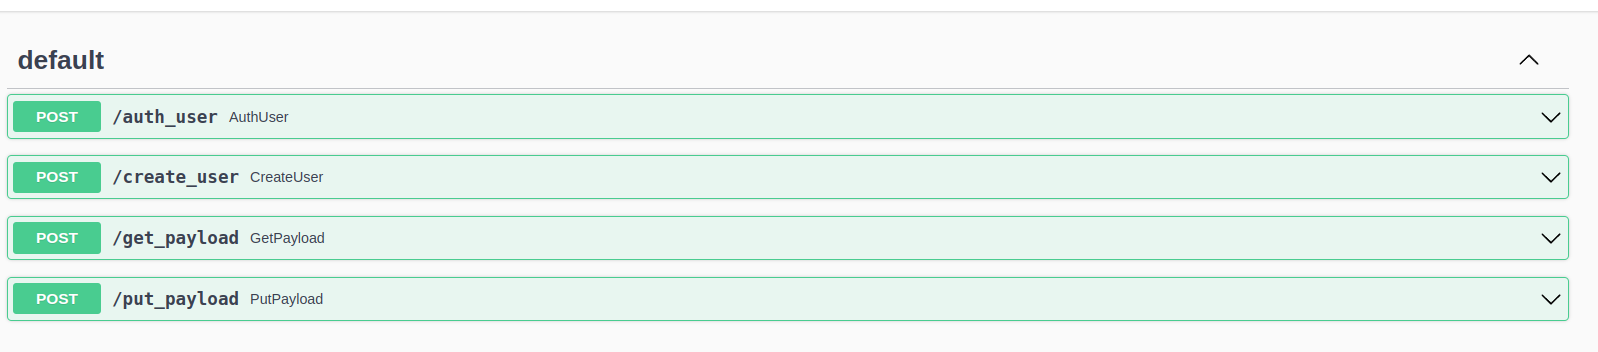 default
POST /auth_user AuthUser
POST /create_user CreateUser
POST /get_payload GetPayload
POST /put_payload PutPayload